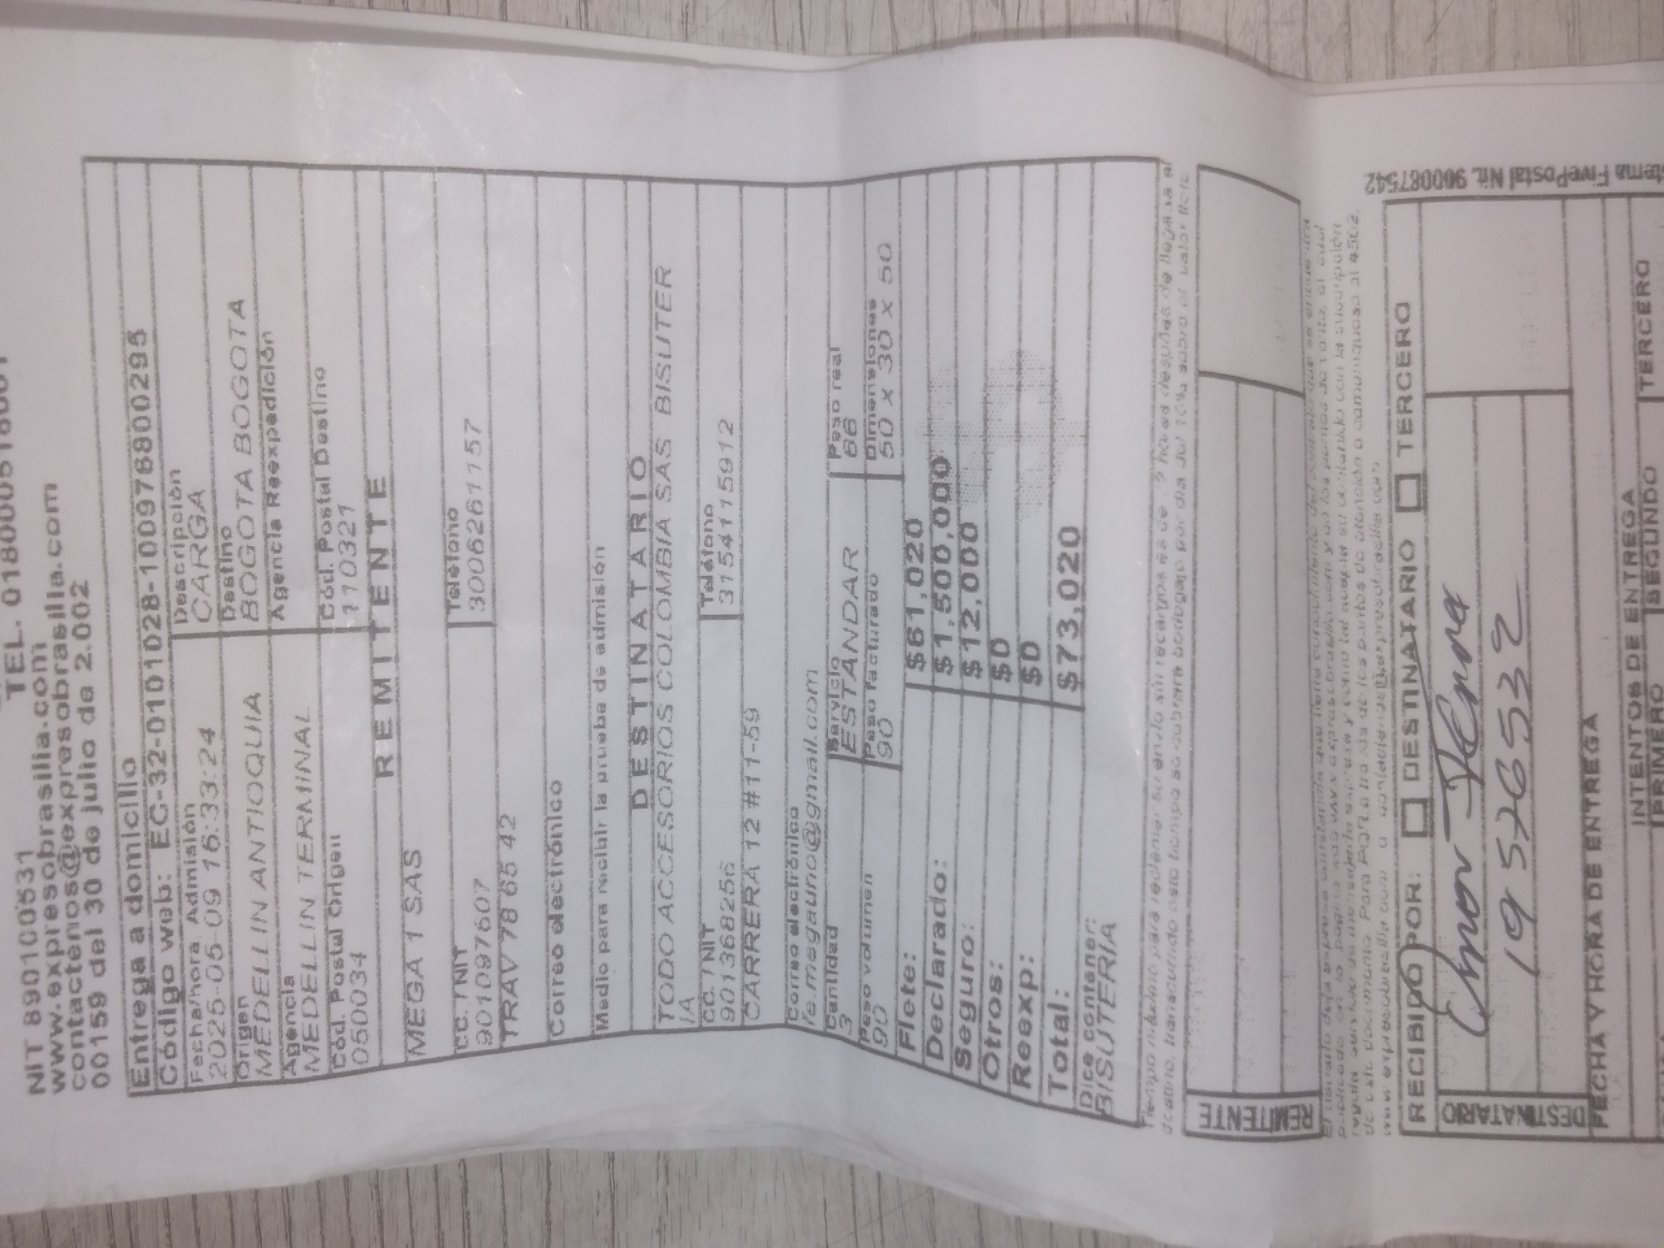 TEL. 018000518001
NIT 890100531
www.expresobrasilia.com
contactenos@expresobrasilia.com
00159 del 30 de julio de 2.002
Entrega a domicilio
Código web: EC-32-0101028-1009768800295
Fecha/hora Admisión Descripción
2025-05-09 16:33:24 CARGA
Origen Destino
MEDELLIN ANTIOQUIA BOGOTA BOGOTA
Agencia Agencia Reexpedición
MEDELLIN TERMINAL
Cód. Postal Origen Cód. Postal Destino
050034 110321
REMITENTE
MEGA 1 SAS
CC. / NIT Teléfono
901097607 3006261157
TRAV 78 65 42
Correo electrónico
Medio para recibir la prueba de admisión
DESTINATARIO
TODO ACCESORIOS COLOMBIA SAS BISUTER
IA
CC. / NIT Teléfono
901368256 3154115912
CARRERA 12 #11-59
Correo electrónico
fe.megaurio@gmail.com
Cantidad Servicio Peso real
3 ESTANDAR 66
Peso volumen Peso facturado Dimensiones
90 90 50 x 30 x 50
Flete: $61,020
Declarado: $1,500,000
Seguro: $12,000
Otros: $0
Reexp: $0
Total: $73,020
Dice contener:
BISUTERIA
REMITENTE
RECIBIDO POR: DESTINATARIO TERCERO
DESTINATARIO
19576532
FECHA Y HORA DE ENTREGA
INTENTOS DE ENTREGA
PRIMERO SEGUNDO TERCERO
stema FivePostal Nit. 900087542